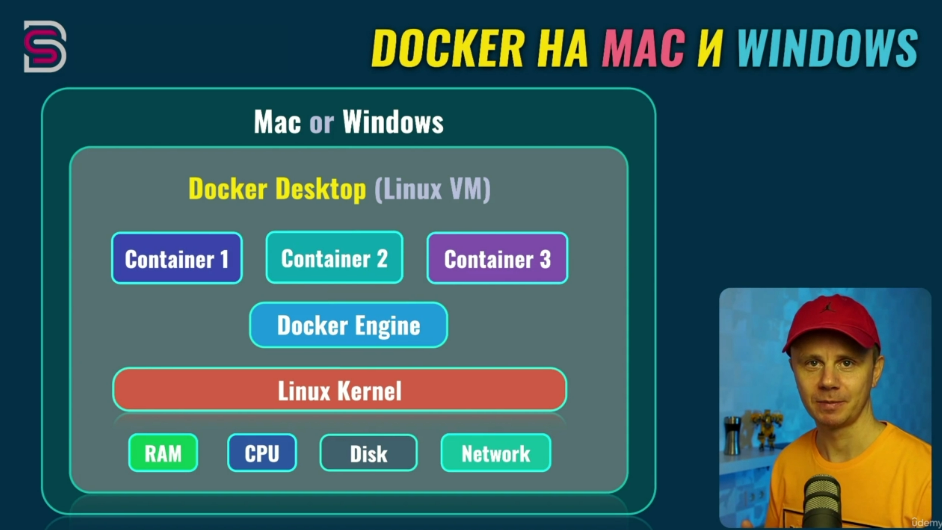 DOCKER НА MAC И WINDOWS
Mac or Windows
Docker Desktop (Linux VM)
Container 1
Container 2
Container 3
Docker Engine
Linux Kernel
RAM
CPU
Disk
Network
udemy